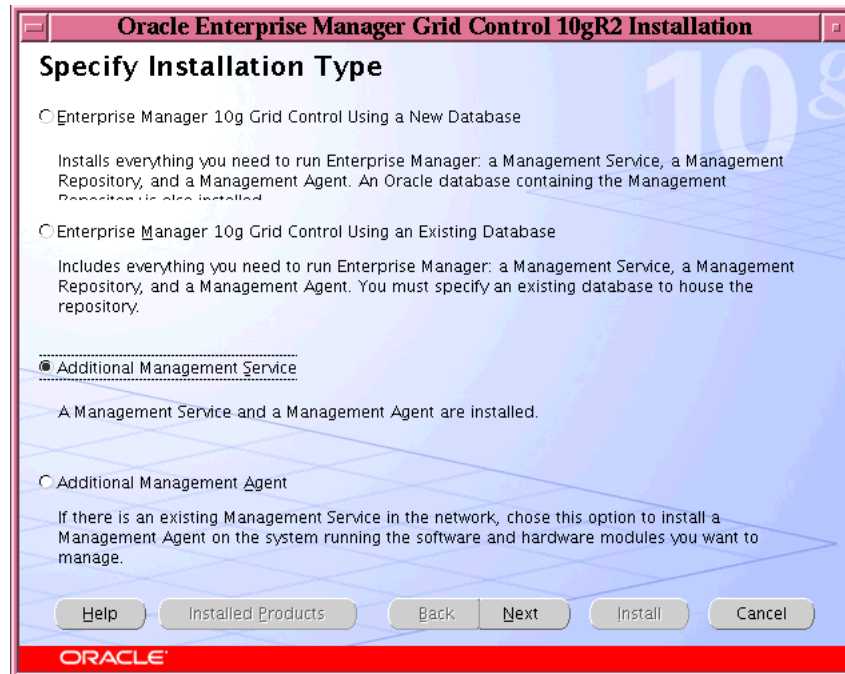 Oracle Enterprise Manager Grid Control 10gR2 Installation
Specify Installation Type
10g
Enterprise Manager 10g Grid Control Using a New Database
Installs everything you need to run Enterprise Manager: a Management Service, a Management
Repository, and a Management Agent. An Oracle database containing the Management
Repository is also installed.
Enterprise Manager 10g Grid Control Using an Existing Database
Includes everything you need to run Enterprise Manager: a Management Service, a Management
Repository, and a Management Agent. You must specify an existing database to house the
repository.
Additional Management Service
A Management Service and a Management Agent are installed.
Additional Management Agent
If there is an existing Management Service in the network, chose this option to install a
Management Agent on the system running the software and hardware modules you want to
manage.
Help Installed Products Back Next Install Cancel
ORACLE